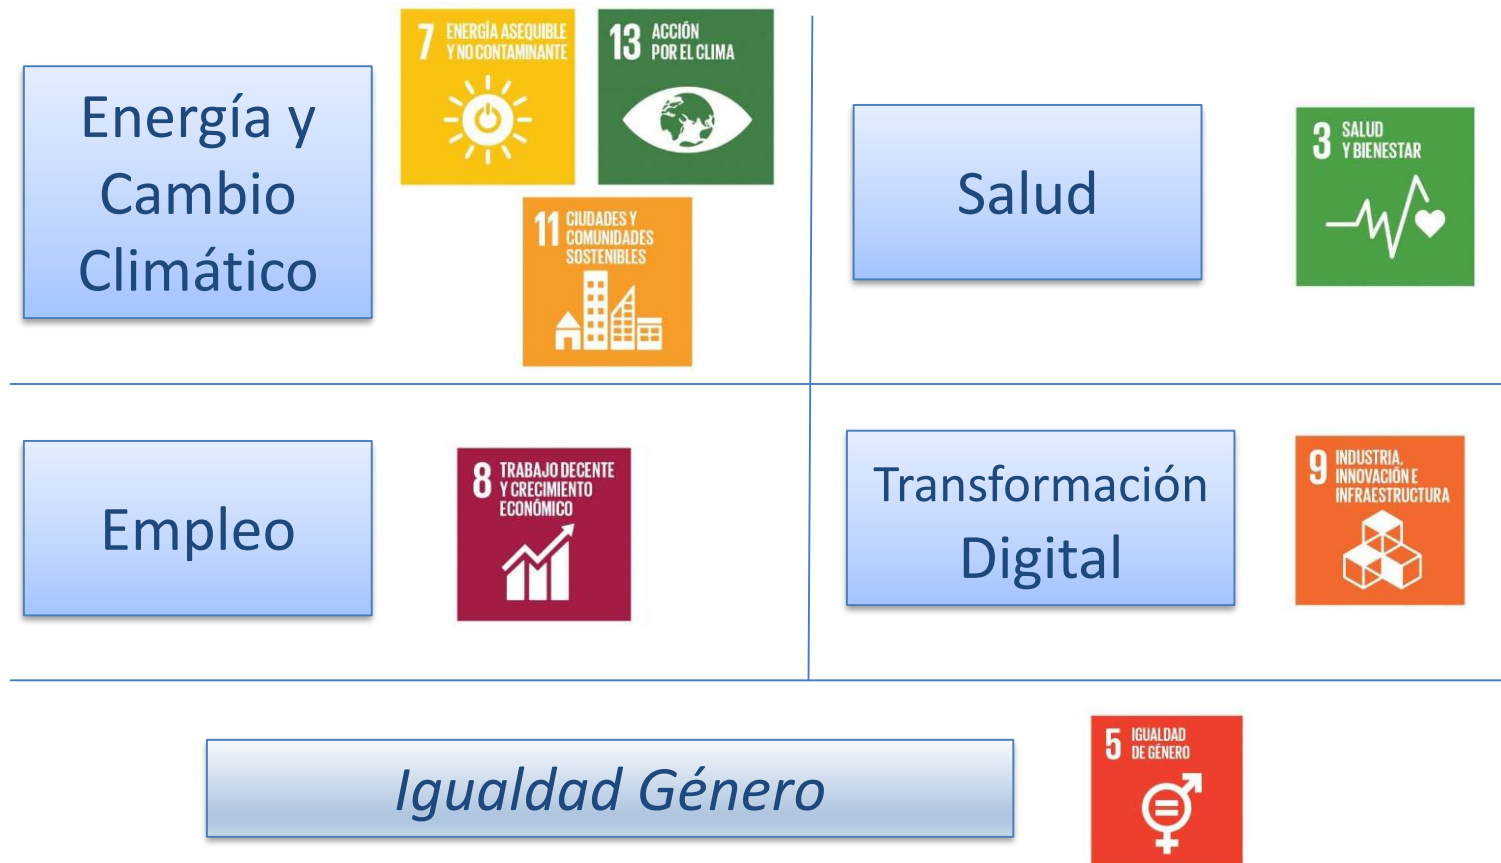 Energía y
Cambio
Climático
7 ENERGÍA ASEQUIBLE
Y NO CONTAMINANTE
13 ACCIÓN
POR EL CLIMA
11 CIUDADES Y
COMUNIDADES
SOSTENIBLES
Salud
3 SALUD
Y BIENESTAR
Empleo
8 TRABAJO DECENTE
Y CRECIMIENTO
ECONÓMICO
Transformación
Digital
9 INDUSTRIA,
INNOVACIÓN E
INFRAESTRUCTURA
Igualdad Género
5 IGUALDAD
DE GÉNERO